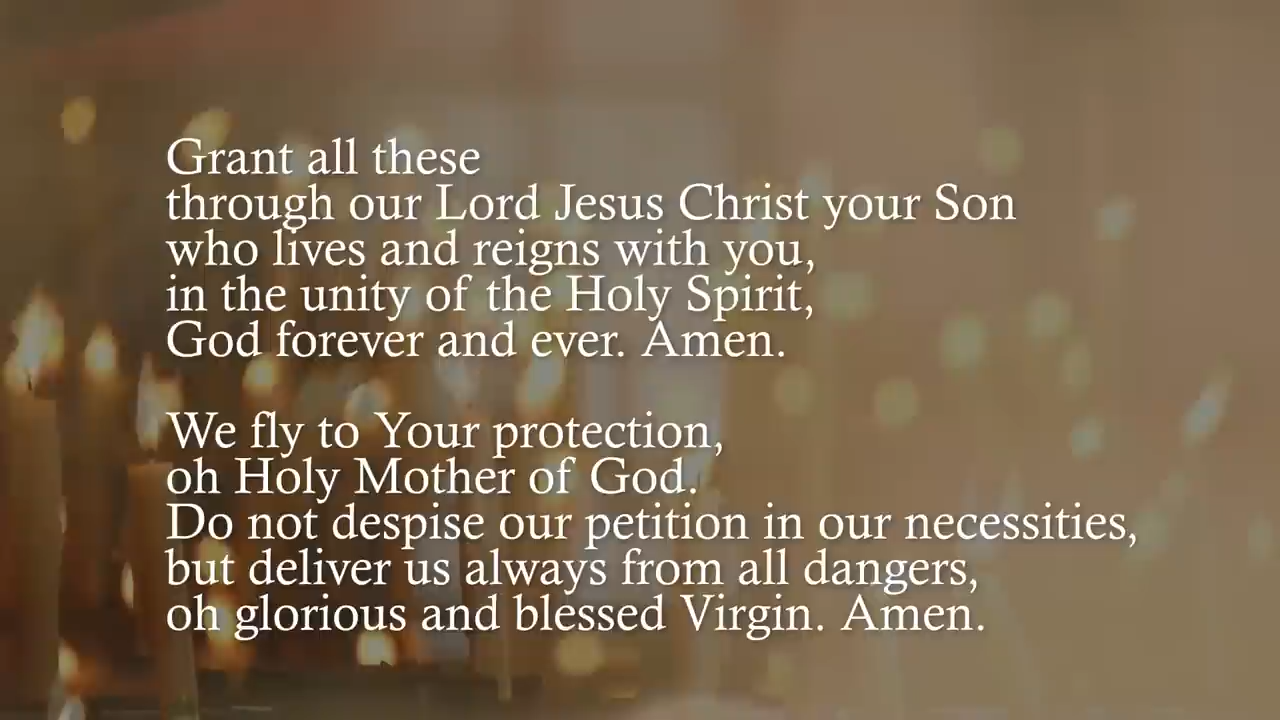 Grant all these
through our Lord Jesus Christ your Son
who lives and reigns with you,
in the unity of the Holy Spirit,
God forever and ever. Amen.
We fly to Your protection,
oh Holy Mother of God.
Do not despise our petition in our necessities,
but deliver us always from all dangers,
oh glorious and blessed Virgin. Amen.